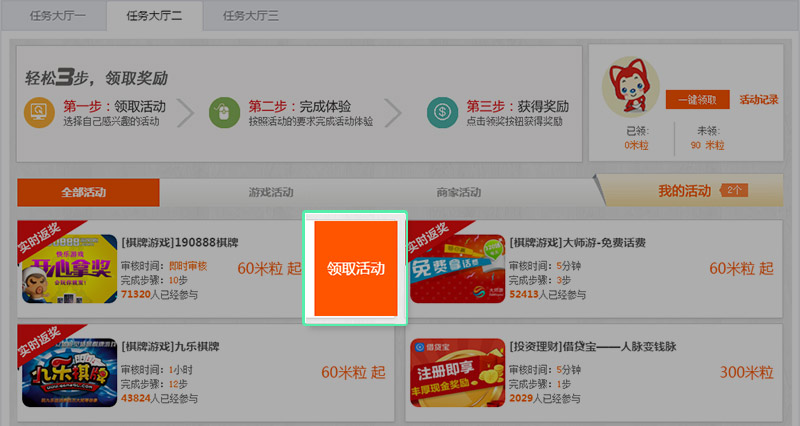 任务大厅一 任务大厅二 任务大厅三
轻松3步，领取奖励
第一步：领取活动
选择自己感兴趣的活动
第二步：完成体验
按照活动的要求完成活动体验
第三步：获得奖励
点击领奖按钮获得奖励
一键领取 活动记录
已领： 未领：
0米粒 90 米粒
全部活动 游戏活动 商家活动 我的活动 2个
实时返奖
190888
快乐游戏
开心拿奖
会玩你就赢！
[棋牌游戏]190888棋牌
审核时间：即时审核
完成步骤：10步
71320人已经参与
60米粒 起
领取活动
实时返奖
免费拿话费
大师游
[棋牌游戏]大师游-免费话费
审核时间：5分钟
完成步骤：3步
52413人已经参与
60米粒 起
实时返奖
九乐棋牌
[棋牌游戏]九乐棋牌
审核时间：1小时
完成步骤：12步
43824人已经参与
60米粒 起
借贷宝
注册即享
丰厚现金奖励
[投资理财]借贷宝——人脉变钱脉
审核时间：5分钟
完成步骤：1步
2029人已经参与
300米粒